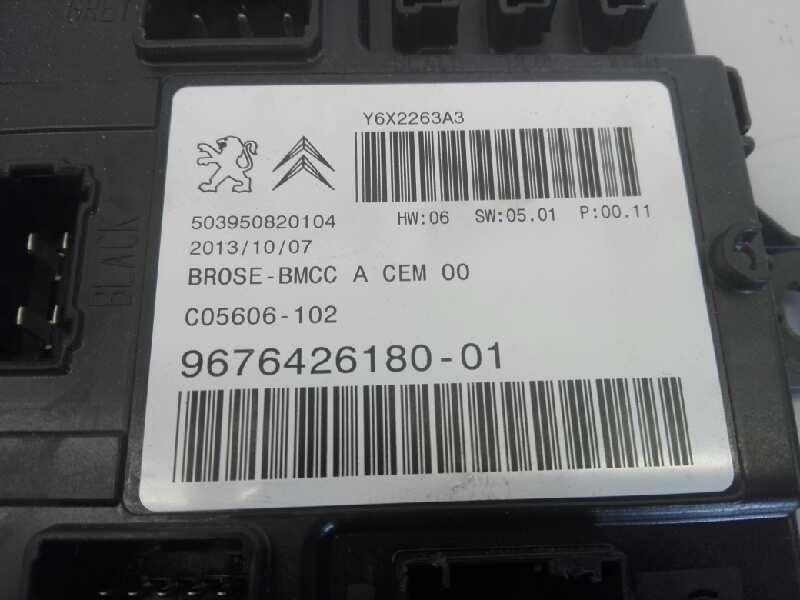 GREY
BLACK
Y6X2263A3
HW:06 SW:05.01 P:00.11
503950820104
2013/10/07
BROSE-BMCC A CEM 00
C05606-102
9676426180-01